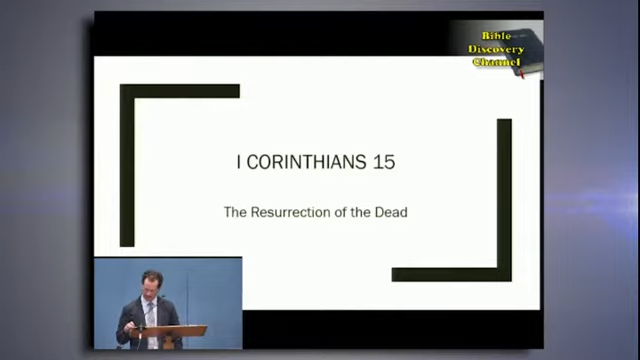 Bible
Discovery
Channel
I CORINTHIANS 15
The Resurrection of the Dead